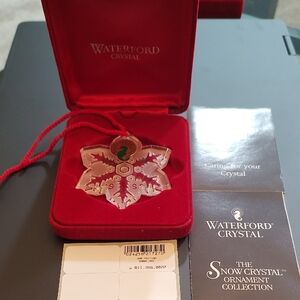 WATERFORD
CRYSTAL
Caring for your
Crystal
WATERFORD
CRYSTAL
THE
SNOW CRYSTAL
ORNAMENT
COLLECTION